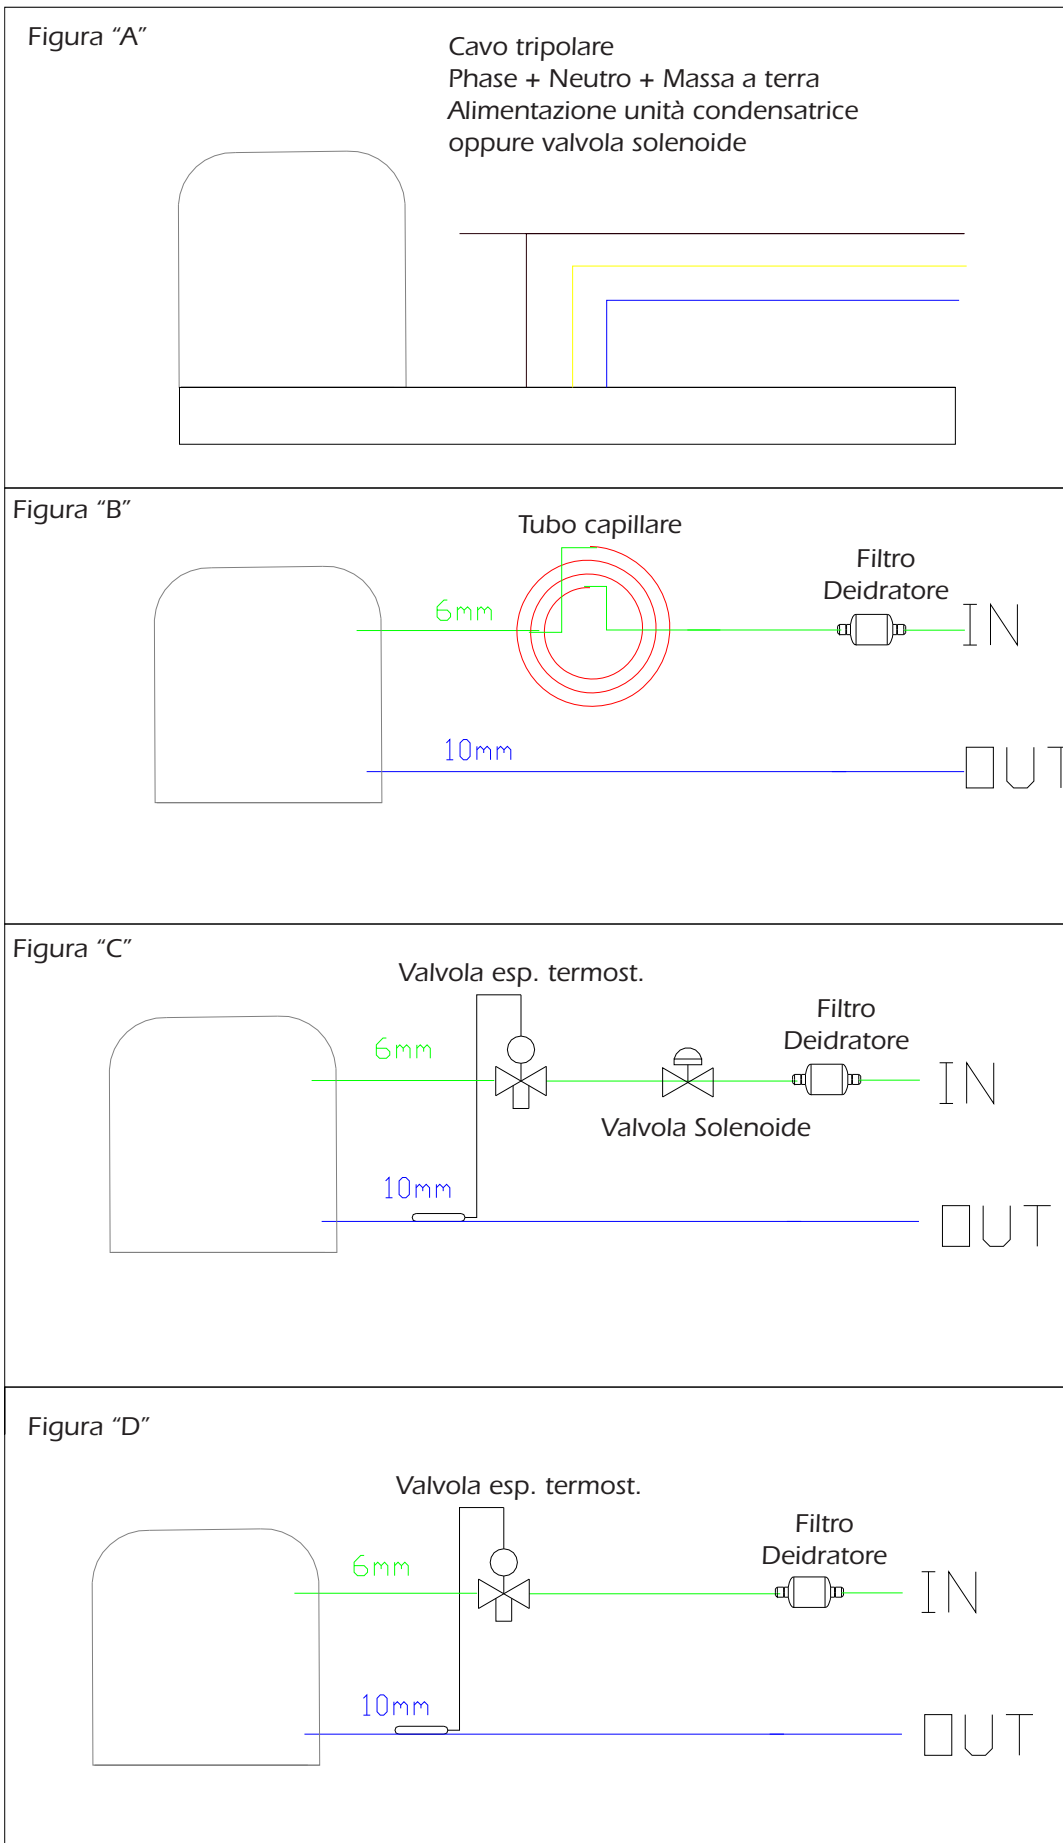 Figura “A”
Cavo tripolare
Phase + Neutro + Massa a terra
Alimentazione unità condensatrice
oppure valvola solenoide
Figura “B”
Tubo capillare
Filtro
Deidratore
6mm
IN
10mm
OUT
Figura “C”
Valvola esp. termost.
Filtro
Deidratore
6mm
IN
Valvola Solenoide
10mm
OUT
Figura “D”
Valvola esp. termost.
Filtro
Deidratore
6mm
IN
10mm
OUT